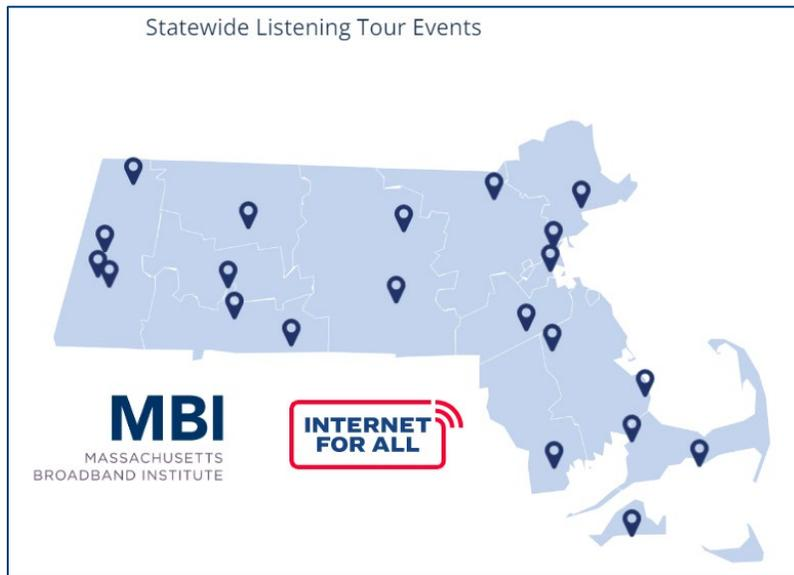 Statewide Listening Tour Events
MBI
MASSACHUSETTS
BROADBAND INSTITUTE
INTERNET
FOR ALL